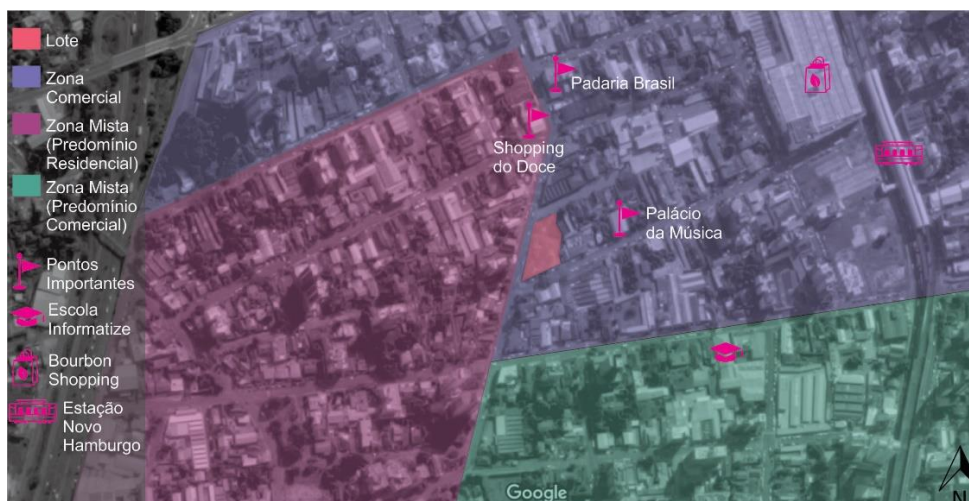 Lote
Zona
Comercial
Zona Mista
(Predomínio
Residencial)
Zona Mista
(Predomínio
Comercial)
Pontos
Importantes
Escola
Informatize
Bourbon
Shopping
Estação
Novo
Hamburgo
Padaria Brasil
Shopping
do Doce
Palácio
da Música
Google
N